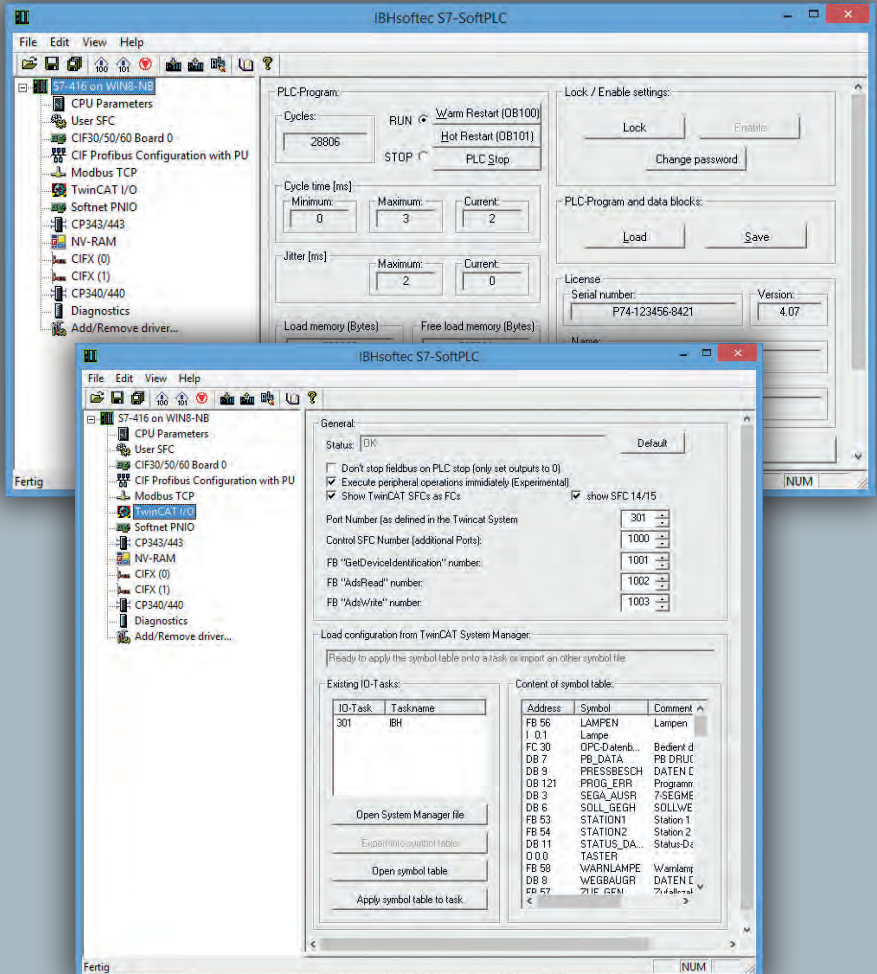 IBHsoftec S7-SoftPLC
File Edit View Help
S7-416 on WIN8-NB
CPU Parameters
User SFC
CIF30/50/60 Board 0
CIF Profibus Configuration with PU
Modbus TCP
TwinCAT I/O
Softnet PNIO
CP343/443
NV-RAM
CIFX (0)
CIFX (1)
CP340/440
Diagnostics
Add/Remove driver...
PLC-Program:
Cycles:
28806
RUN
Warm Restart (OB100)
Hot Restart (OB101)
STOP
PLC Stop
Cycle time [ms]
Minimum: Maximum: Current:
0 3 2
Jitter [ms]
Maximum: Current:
2 0
Load memory (Bytes) Free load memory (Bytes)
Lock / Enable settings:
Lock Enable
Change password
PLC-Program and data blocks:
Load Save
License
Serial number: Version:
P74-123456-8421 4.07
Name:
Fertig
NUM
IBHsoftec S7-SoftPLC
File Edit View Help
S7-416 on WIN8-NB
CPU Parameters
User SFC
CIF30/50/60 Board 0
CIF Profibus Configuration with PU
Modbus TCP
TwinCAT I/O
Softnet PNIO
CP343/443
NV-RAM
CIFX (0)
CIFX (1)
CP340/440
Diagnostics
Add/Remove driver...
General:
Status: OK Default
Don't stop fieldbus on PLC stop (only set outputs to 0)
Execute peripheral operations immidiately (Experimental)
Show TwinCAT SFCs as FCs show SFC 14/15
Port Number (as defined in the Twincat System 301
Control SFC Number (additional Ports): 1000
FB "GetDeviceIdentification" number: 1001
FB "AdsRead" number: 1002
FB "AdsWrite" number: 1003
Load configuration from TwinCAT System Manager:
Ready to apply the symbol table onto a task or import an other symbol file
Existing IO-Tasks:
IO-Task Taskname
301 IBH
Open System Manager file
Open symbol table
Apply symbol table to task
Content of symbol table:
Address Symbol Comment
FB 56 LAMPEN Lampen
I 0.1 Lampe
FC 30 OPC-Datenb... Bedient d
DB 7 PB_DATA PB DRUC
DB 9 PRESSBESCH DATEN D
OB 121 PROG_ERR Programm
DB 3 SEGA_AUSR 7-SEGME
DB 6 SOLL_GEGH SOLLWE
FB 53 STATION1 Station 1
FB 54 STATION2 Station 2
DB 11 STATUS_DA... Status-Da
O 0.0 TASTER
FB 58 WARNLAMPE Warnlamp
DB 8 WEGBAUGR DATEN D
FB 57 ZUF_GEN Zufallszahl
Fertig
NUM